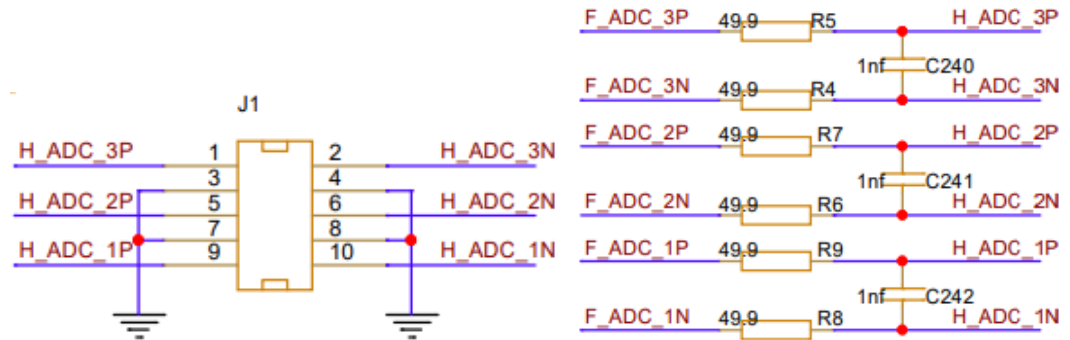 J1
H_ADC_3P 1 2 H_ADC_3N
3 4
H_ADC_2P 5 6 H_ADC_2N
7 8
H_ADC_1P 9 10 H_ADC_1N
F_ADC_3P 49.9 R5 H_ADC_3P
1nf C240
F_ADC_3N 49.9 R4 H_ADC_3N
F_ADC_2P 49.9 R7 H_ADC_2P
1nf C241
F_ADC_2N 49.9 R6 H_ADC_2N
F_ADC_1P 49.9 R9 H_ADC_1P
1nf C242
F_ADC_1N 49.9 R8 H_ADC_1N